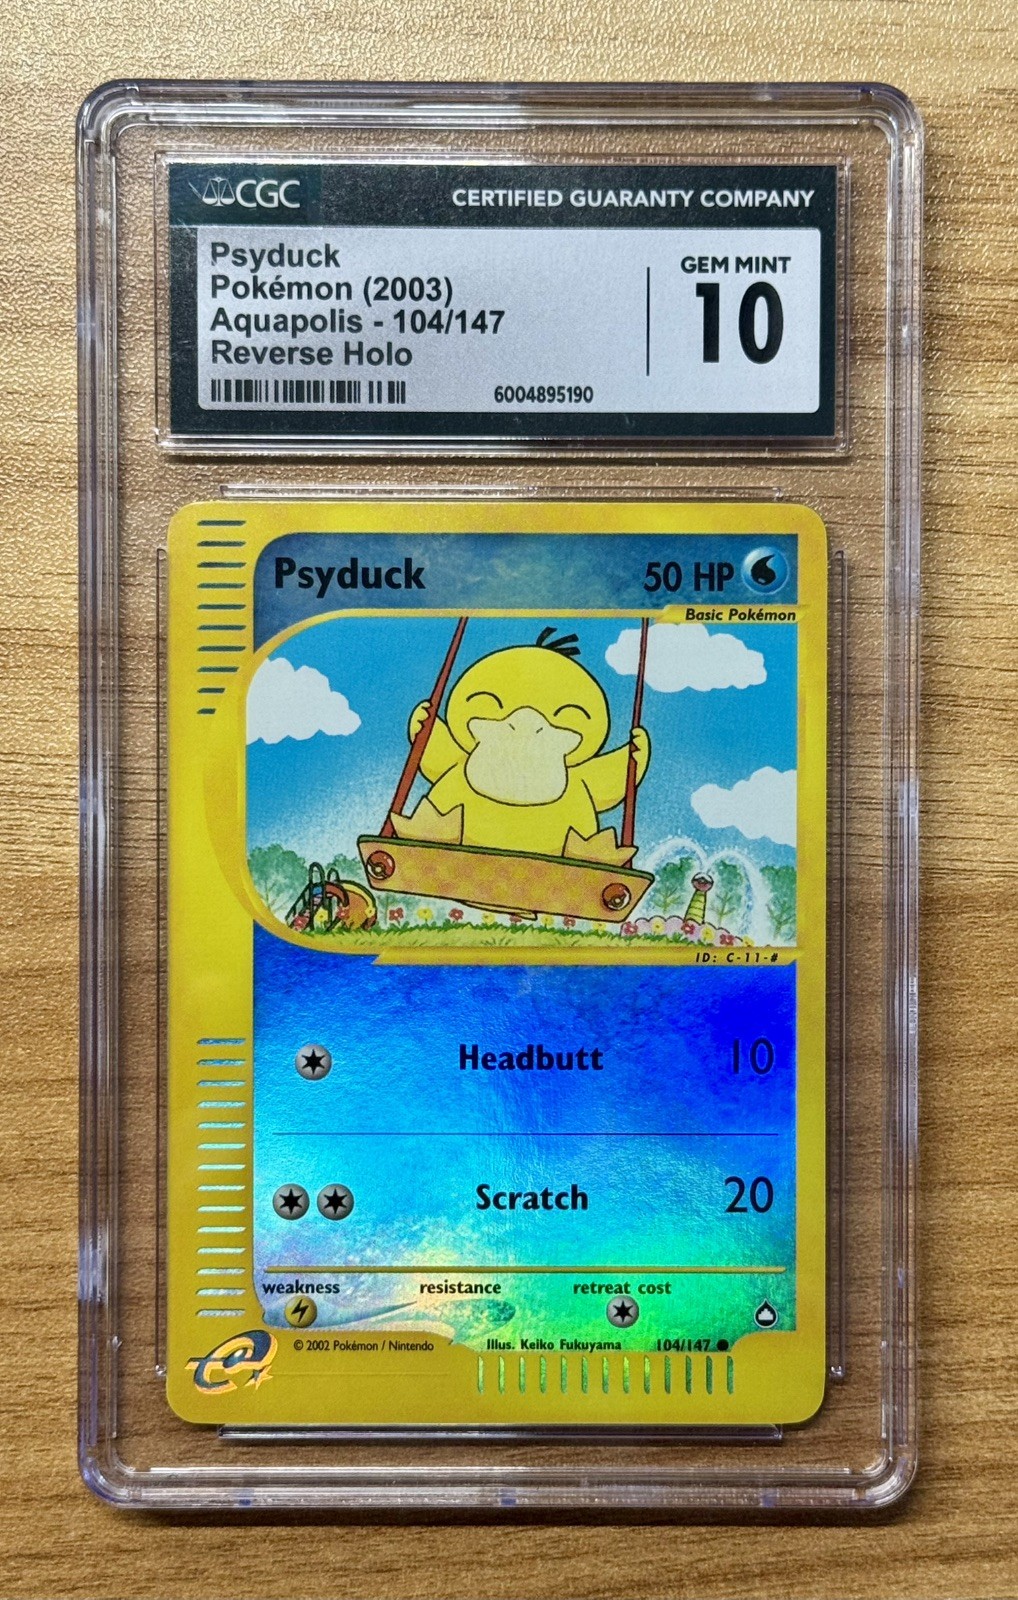 CGC CERTIFIED GUARANTY COMPANY
Psyduck
Pokémon (2003)
Aquapolis - 104/147
Reverse Holo
6004895190
GEM MINT
10
Psyduck 50 HP
Basic Pokémon
ID: C-11-#
Headbutt 10
Scratch 20
weakness resistance retreat cost
© 2002 Pokémon / Nintendo Illus. Keiko Fukuyama 104/147
e